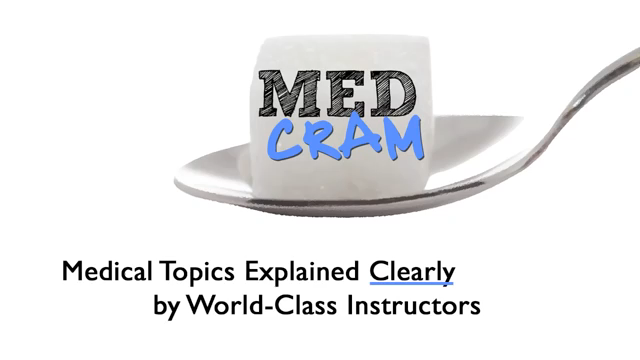 MED
CRAM
Medical Topics Explained Clearly
by World-Class Instructors